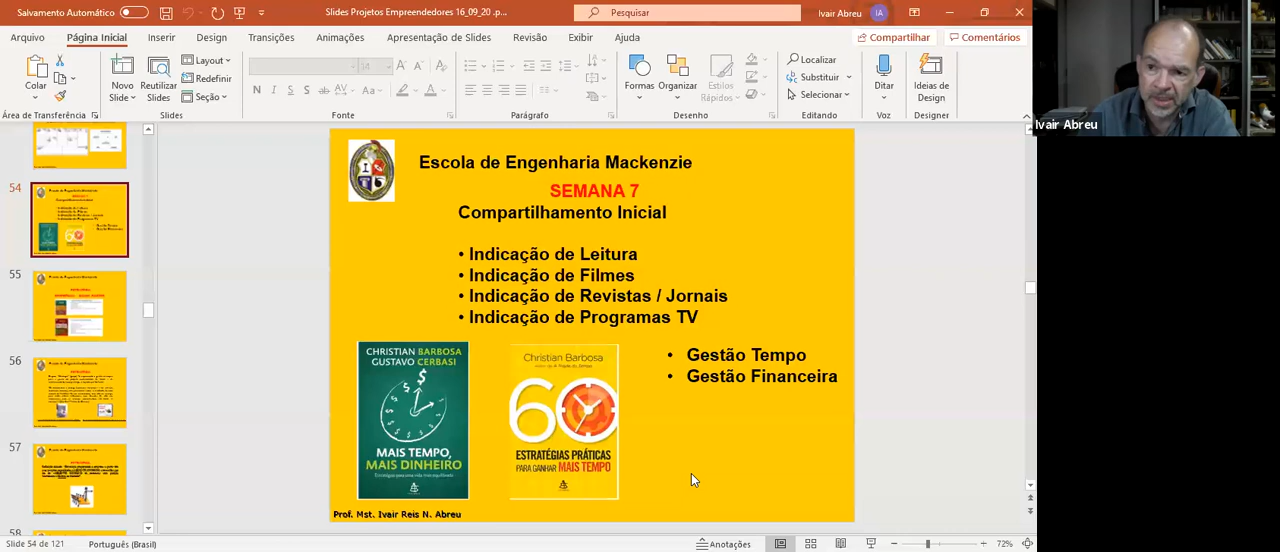 Salvamento Automático
Slides Projetos Empreendedores 16_09_20 .p...
Pesquisar
Ivair Abreu
IA
Arquivo
Página Inicial
Inserir
Design
Transições
Animações
Apresentação de Slides
Revisão
Exibir
Ajuda
Compartilhar
Comentários
Colar
Novo Slide
Reutilizar Slides
Layout
Redefinir
Seção
Formas
Organizar
Estilos Rápidos
Localizar
Substituir
Selecionar
Ditar
Ideias de Design
Área de Transferência
Slides
Fonte
Parágrafo
Desenho
Editando
Voz
Designer
Ivair Abreu
54
55
56
57
58
Escola de Engenharia Mackenzie
SEMANA 7
Compartilhamento Inicial
• Indicação de Leitura
• Indicação de Filmes
• Indicação de Revistas / Jornais
• Indicação de Programas TV
• Gestão Tempo
• Gestão Financeira
CHRISTIAN BARBOSA
GUSTAVO CERBASI
MAIS TEMPO,
MAIS DINHEIRO
Christian Barbosa
60
ESTRATÉGIAS PRÁTICAS
PARA GANHAR MAIS TEMPO
Prof. Mst. Ivair Reis N. Abreu
Slide 54 de 121
Português (Brasil)
Anotações
72%